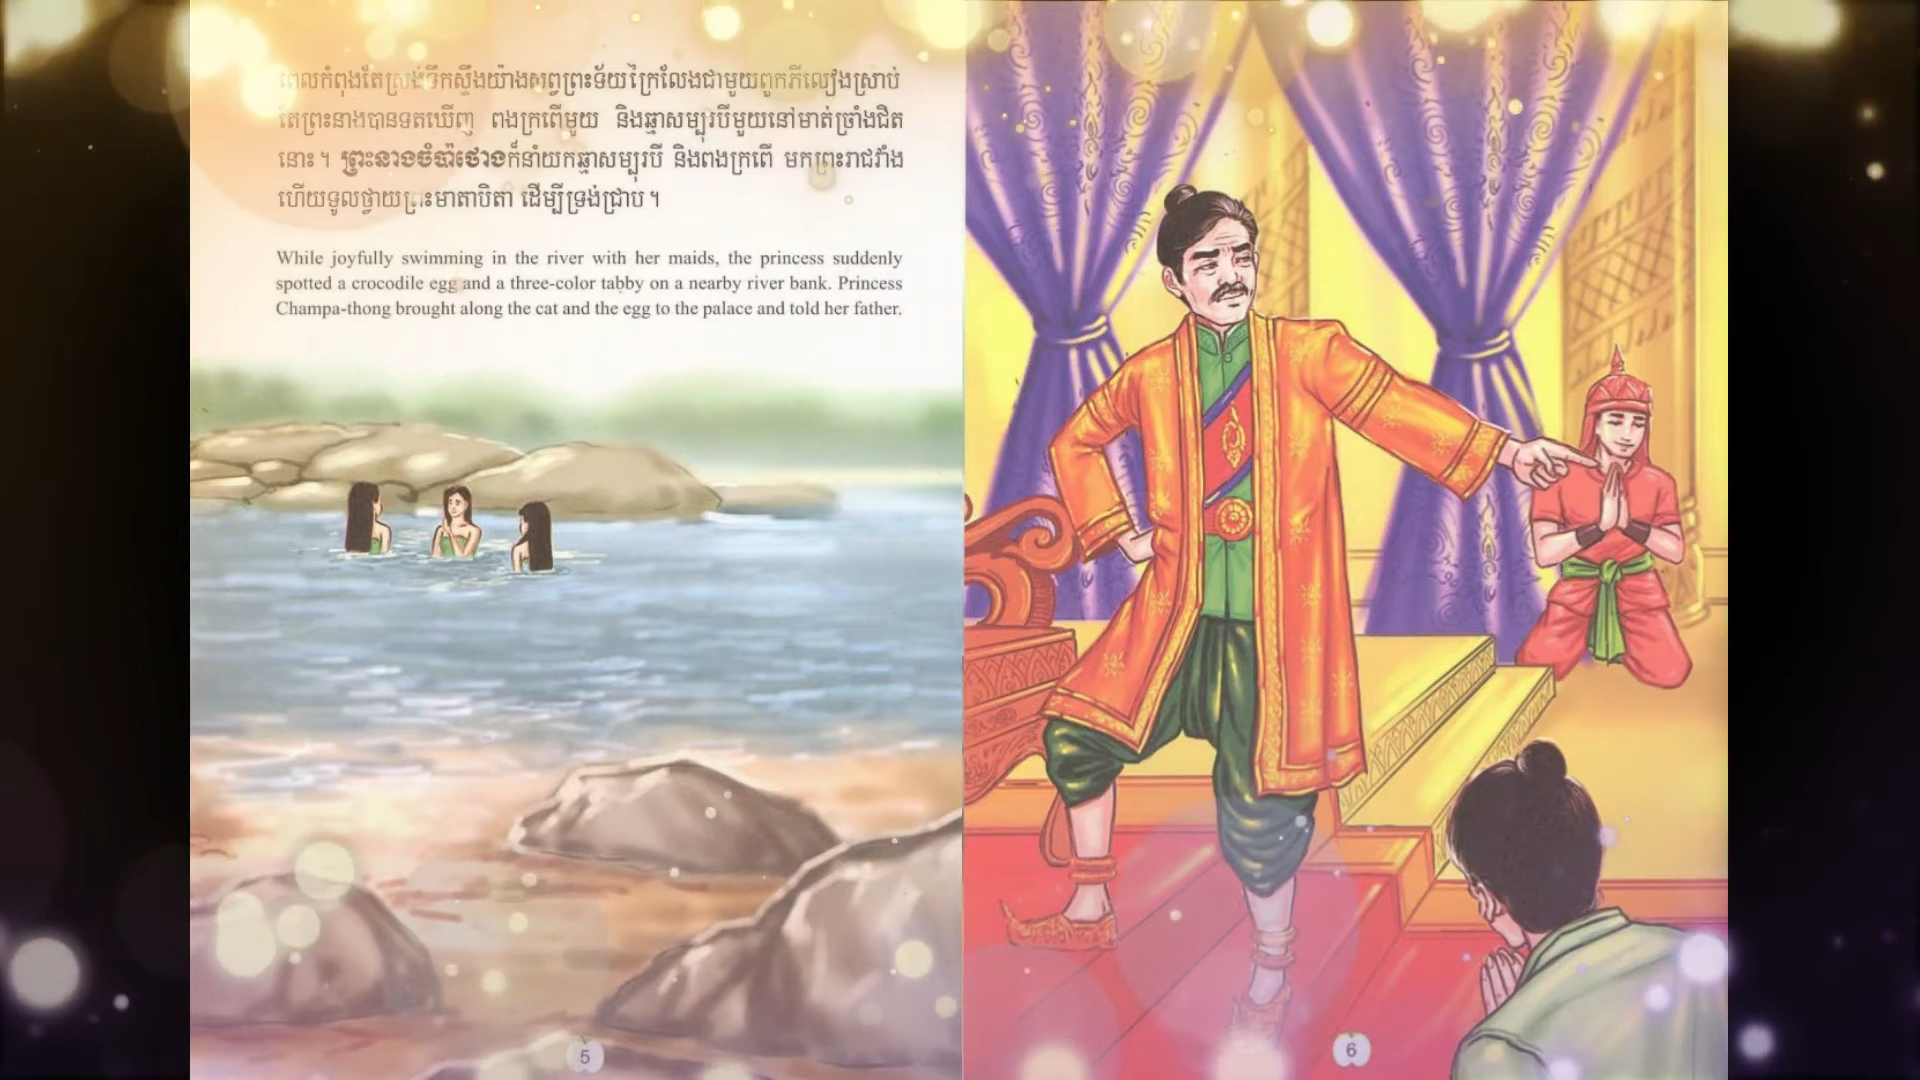 ពេលកំពុងតែស្រង់ទឹកស្ទឹងយ៉ាងសព្វព្រះទ័យក្រៃលែងជាមួយពួកភីលៀងស្រាប់
តែព្រះនាងបានទតឃើញ ពងក្រពើមួយ និងឆ្មាសម្បុរបីមួយនៅមាត់ច្រាំងជិត
នោះ។ ព្រះនាងចំប៉ាថោងក៏នាំយកឆ្មាសម្បុរបី និងពងក្រពើ មកព្រះរាជវាំង
ហើយទូលថ្វាយព្រះមាតាបិតា ដើម្បីទ្រង់ជ្រាប។
While joyfully swimming in the river with her maids, the princess suddenly
spotted a crocodile egg and a three-color tabby on a nearby river bank. Princess
Champa-thong brought along the cat and the egg to the palace and told her father.
5
6